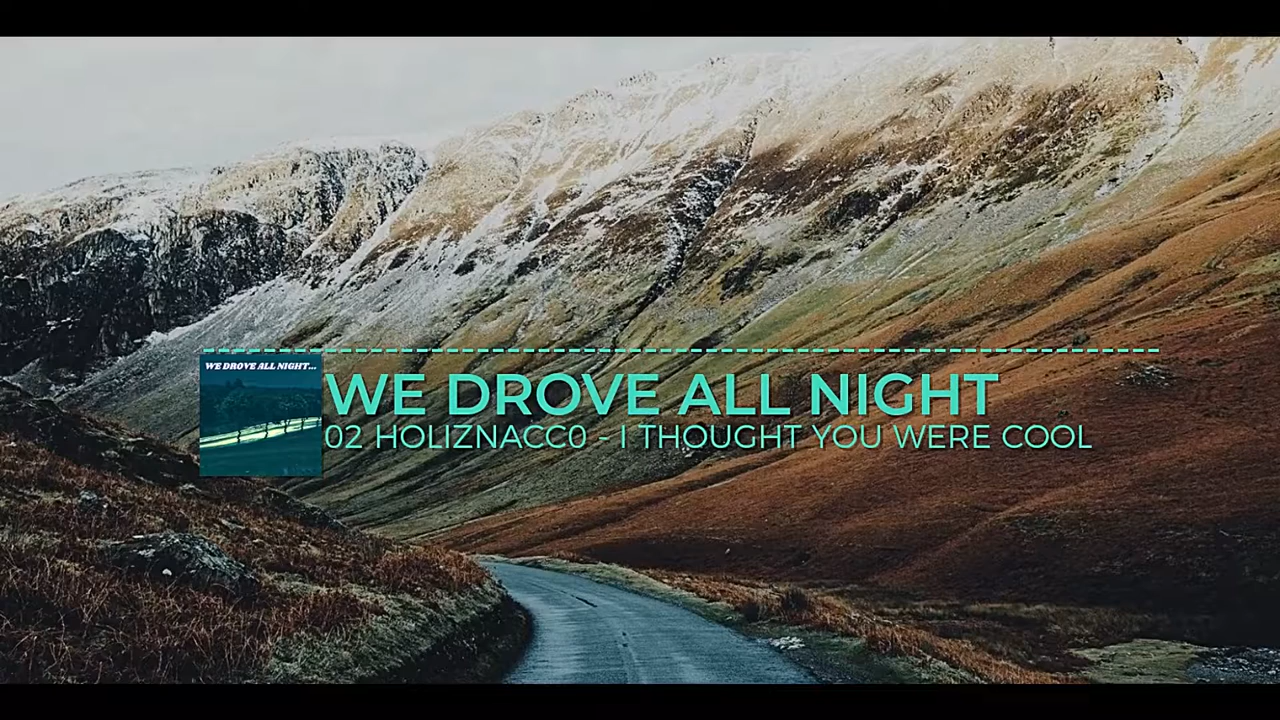 WE DROVE ALL NIGHT...
WE DROVE ALL NIGHT
02 HOLIZNACC0 - I THOUGHT YOU WERE COOL